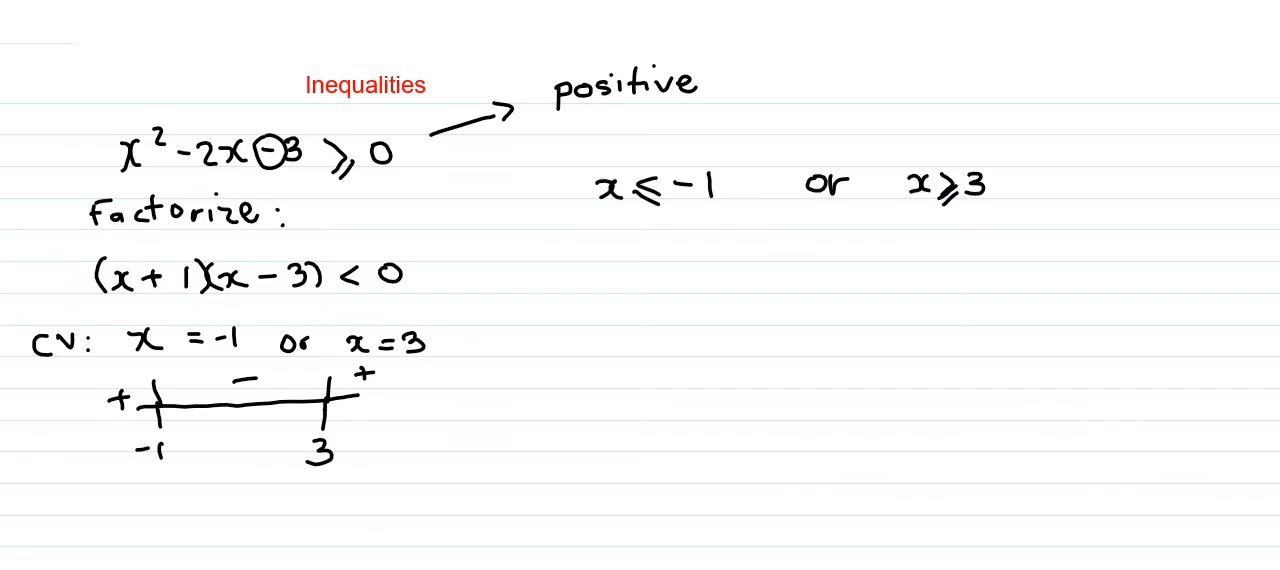 Inequalities
positive
x² - 2x - 3 ⩾ 0
x ⩽ -1 or x ⩾ 3
Factorize :
(x + 1)(x - 3) < 0
CV : x = -1 or x = 3
+ - +
-1 3